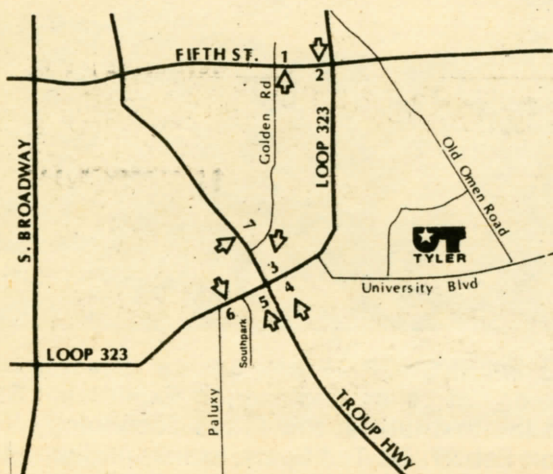 FIFTH ST.
1
2
Golden Rd
LOOP 323
Old Omen Road
S. BROADWAY
7
UT
TYLER
3
4
University Blvd
5
6
Southpark
LOOP 323
Paluxy
TROUP HWY